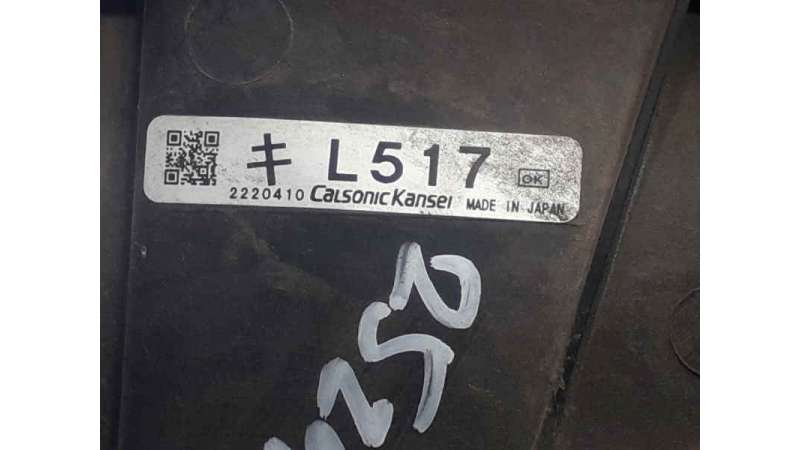 キ L517 OK
2220410 CalsonicKansei MADE IN JAPAN